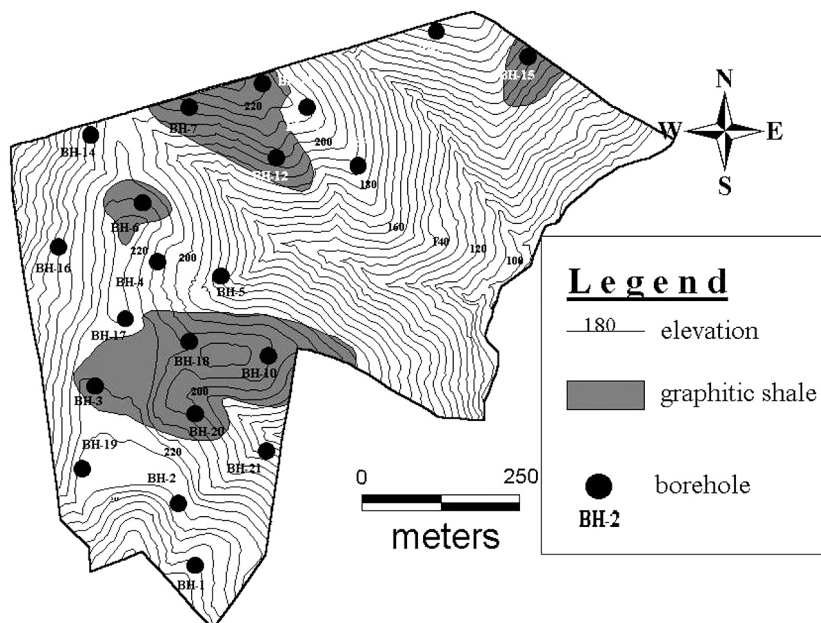 BH-15
N
W E
S
220
BH-7
200
BH-14
BH-12
180
BH-6
160
140
120
100
220
200
BH-16
BH-4
BH-5
BH-17
BH-18
BH-10
BH-3
200
BH-20
BH-19
220
BH-21
BH-2
BH-1
0 250
meters
Legend
180 elevation
graphitic shale
borehole
BH-2